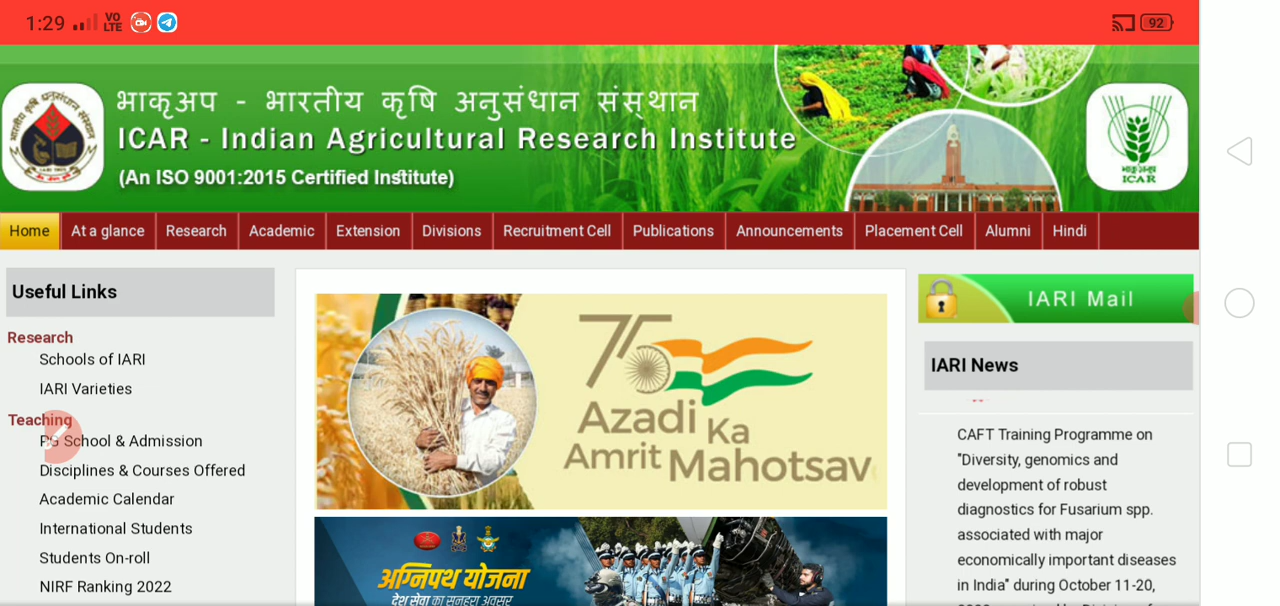 1:29 VO LTE 92
भाकृअप - भारतीय कृषि अनुसंधान संस्थान
ICAR - Indian Agricultural Research Institute
(An ISO 9001:2015 Certified Institute)
ICAR
Home At a glance Research Academic Extension Divisions Recruitment Cell Publications Announcements Placement Cell Alumni Hindi
Useful Links
Research
Schools of IARI
IARI Varieties
Teaching
PG School & Admission
Disciplines & Courses Offered
Academic Calendar
International Students
Students On-roll
NIRF Ranking 2022
75
Azadi Ka
Amrit Mahotsav
अग्निपथ योजना
देश सेवा का सुनहरा अवसर
IARI Mail
IARI News
CAFT Training Programme on
"Diversity, genomics and
development of robust
diagnostics for Fusarium spp.
associated with major
economically important diseases
in India" during October 11-20,